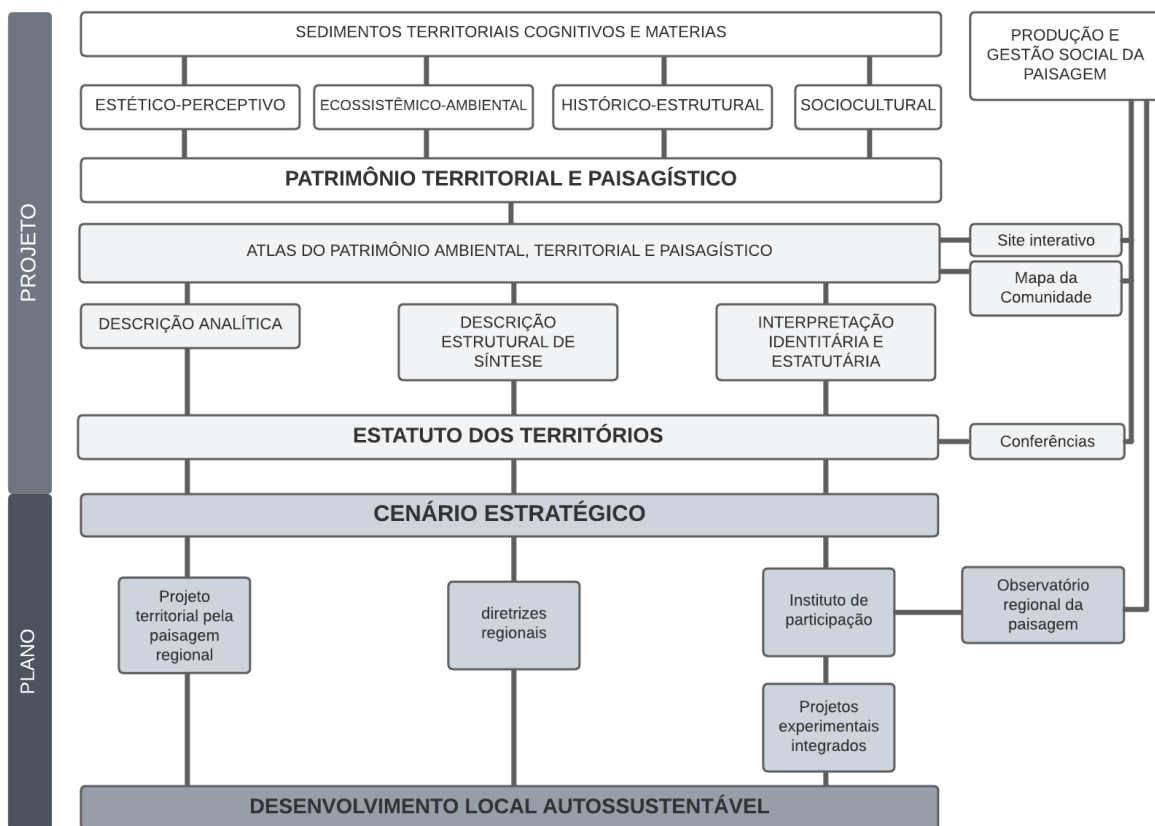 SEDIMENTOS TERRITORIAIS COGNITIVOS E MATERIAS
PRODUÇÃO E
GESTÃO SOCIAL DA
PAISAGEM
ESTÉTICO-PERCEPTIVO
ECOSSISTÊMICO-AMBIENTAL
HISTÓRICO-ESTRUTURAL
SOCIOCULTURAL
PATRIMÔNIO TERRITORIAL E PAISAGÍSTICO
PROJETO
ATLAS DO PATRIMÔNIO AMBIENTAL, TERRITORIAL E PAISAGÍSTICO
Site interativo
Mapa da
Comunidade
DESCRIÇÃO ANALÍTICA
DESCRIÇÃO
ESTRUTURAL DE
SÍNTESE
INTERPRETAÇÃO
IDENTITÁRIA E
ESTATUTÁRIA
ESTATUTO DOS TERRITÓRIOS
Conferências
CENÁRIO ESTRATÉGICO
PLANO
Projeto
territorial pela
paisagem
regional
diretrizes
regionais
Instituto de
participação
Observatório
regional da
paisagem
Projetos
experimentais
integrados
DESENVOLVIMENTO LOCAL AUTOSSUSTENTÁVEL